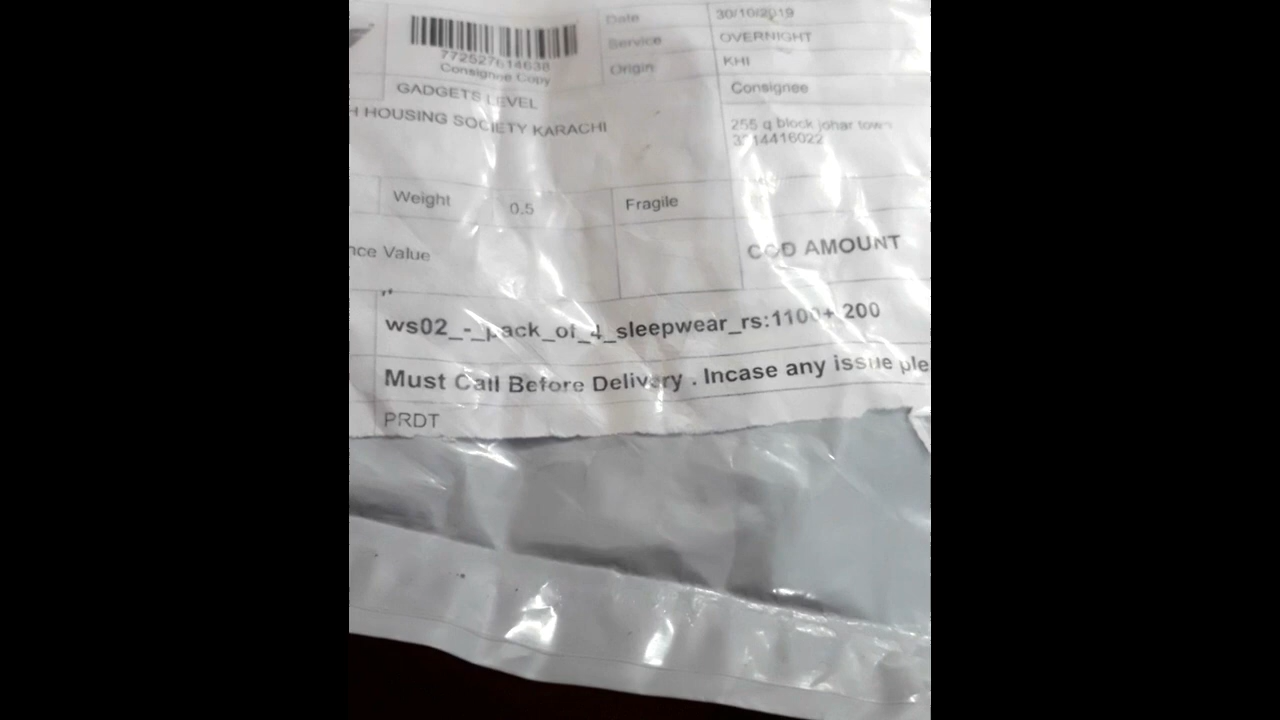 Date 30/10/2019
Service OVERNIGHT
Origin KHI
Consignee Copy
GADGETS LEVEL
Consignee
H HOUSING SOCIETY KARACHI
255 q block johar town
Weight 0.5 Fragile
nce Value
COD AMOUNT
ws02_-_pack_of_4_sleepwear_rs:1100+ 200
Must Call Before Delivery . Incase any issue ple
PRDT